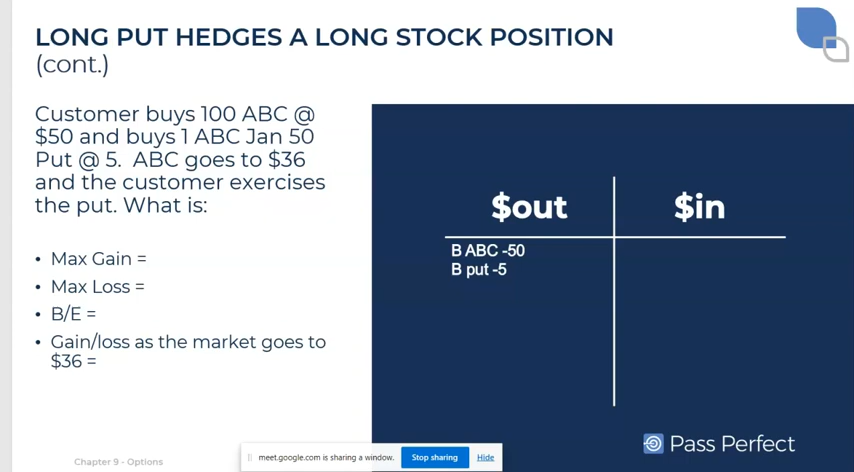 LONG PUT HEDGES A LONG STOCK POSITION
(cont.)
Customer buys 100 ABC @
$50 and buys 1 ABC Jan 50
Put @ 5. ABC goes to $36
and the customer exercises
the put. What is:
• Max Gain =
• Max Loss =
• B/E =
• Gain/loss as the market goes to
$36 =
$out
$in
B ABC -50
B put -5
Pass Perfect
Chapter 9 - Options
meet.google.com is sharing a window.
Stop sharing
Hide